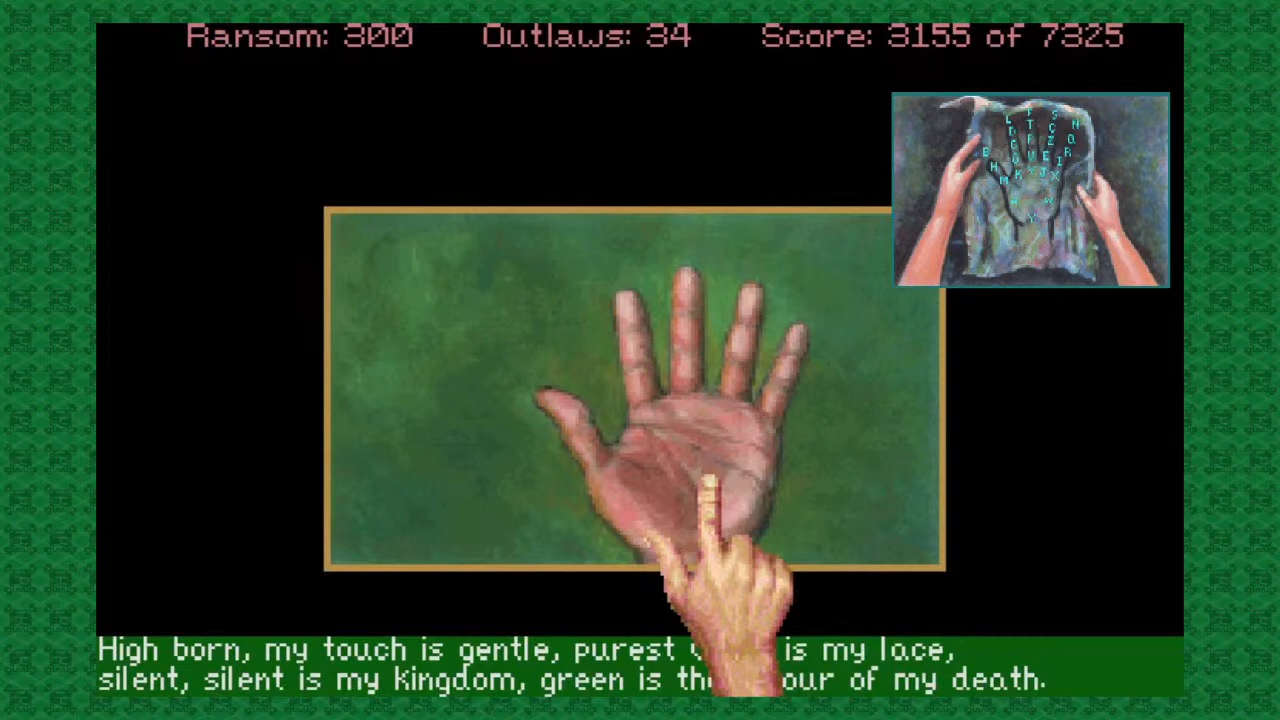 Ransom: 300 Outlaws: 34 Score: 3155 of 7325
F
L T S N
D C
P Z Q
C
B O V E I R
H K Y J X
M
A W
Y
High born, my touch is gentle, purest is my lace,
silent, silent is my kingdom, green is the our of my death.